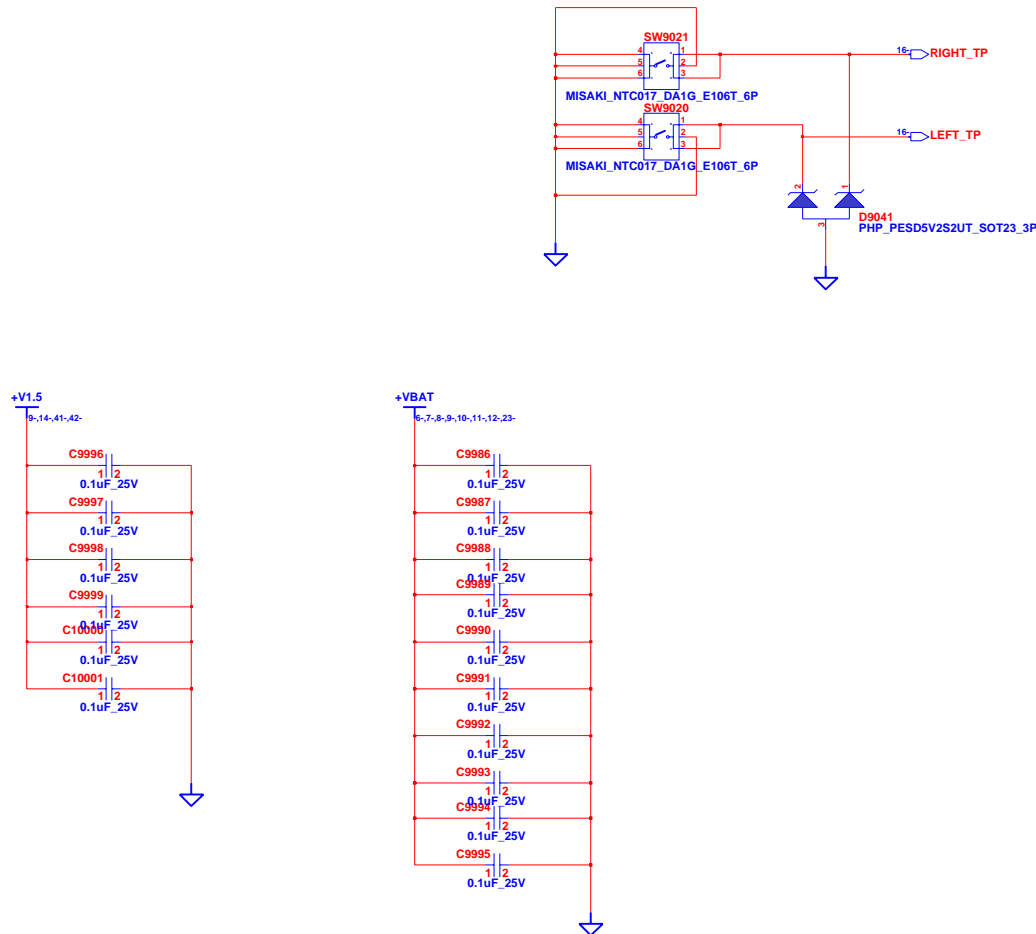 SW9021
4 1
5 2
6 3
16- RIGHT_TP
MISAKI_NTC017_DA1G_E106T_6P
SW9020
4 1
5 2
6 3
16- LEFT_TP
MISAKI_NTC017_DA1G_E106T_6P
2 1
D9041
3
PHP_PESD5V2S2UT_SOT23_3P
+V1.5
9-,14-,41-,42-
C9996
1 2
0.1uF_25V
C9997
1 2
0.1uF_25V
C9998
1 2
0.1uF_25V
C9999
1 2
0.1uF_25V
C10000
1 2
0.1uF_25V
C10001
1 2
0.1uF_25V
+VBAT
6-,7-,8-,9-,10-,11-,12-,23-
C9986
1 2
0.1uF_25V
C9987
1 2
0.1uF_25V
C9988
1 2
0.1uF_25V
C9989
1 2
0.1uF_25V
C9990
1 2
0.1uF_25V
C9991
1 2
0.1uF_25V
C9992
1 2
0.1uF_25V
C9993
1 2
0.1uF_25V
C9994
1 2
0.1uF_25V
C9995
1 2
0.1uF_25V